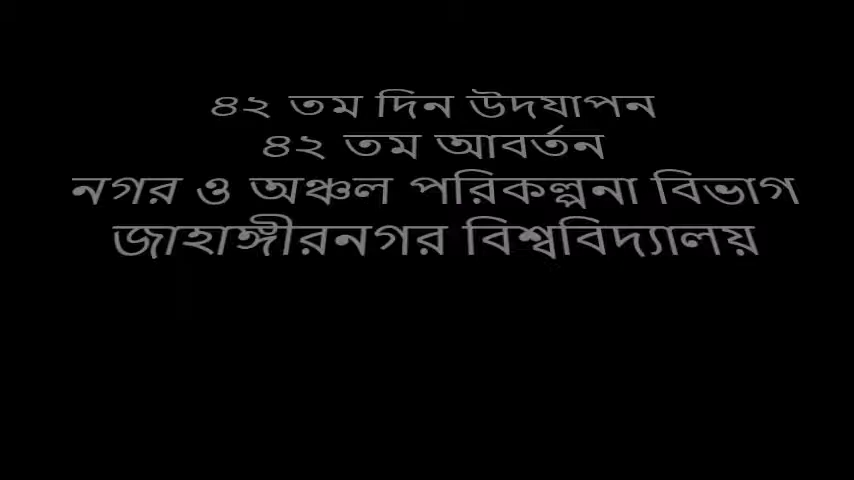 ৪২ তম দিন উদযাপন
৪২ তম আবর্তন
নগর ও অঞ্চল পরিকল্পনা বিভাগ
জাহাঙ্গীরনগর বিশ্ববিদ্যালয়